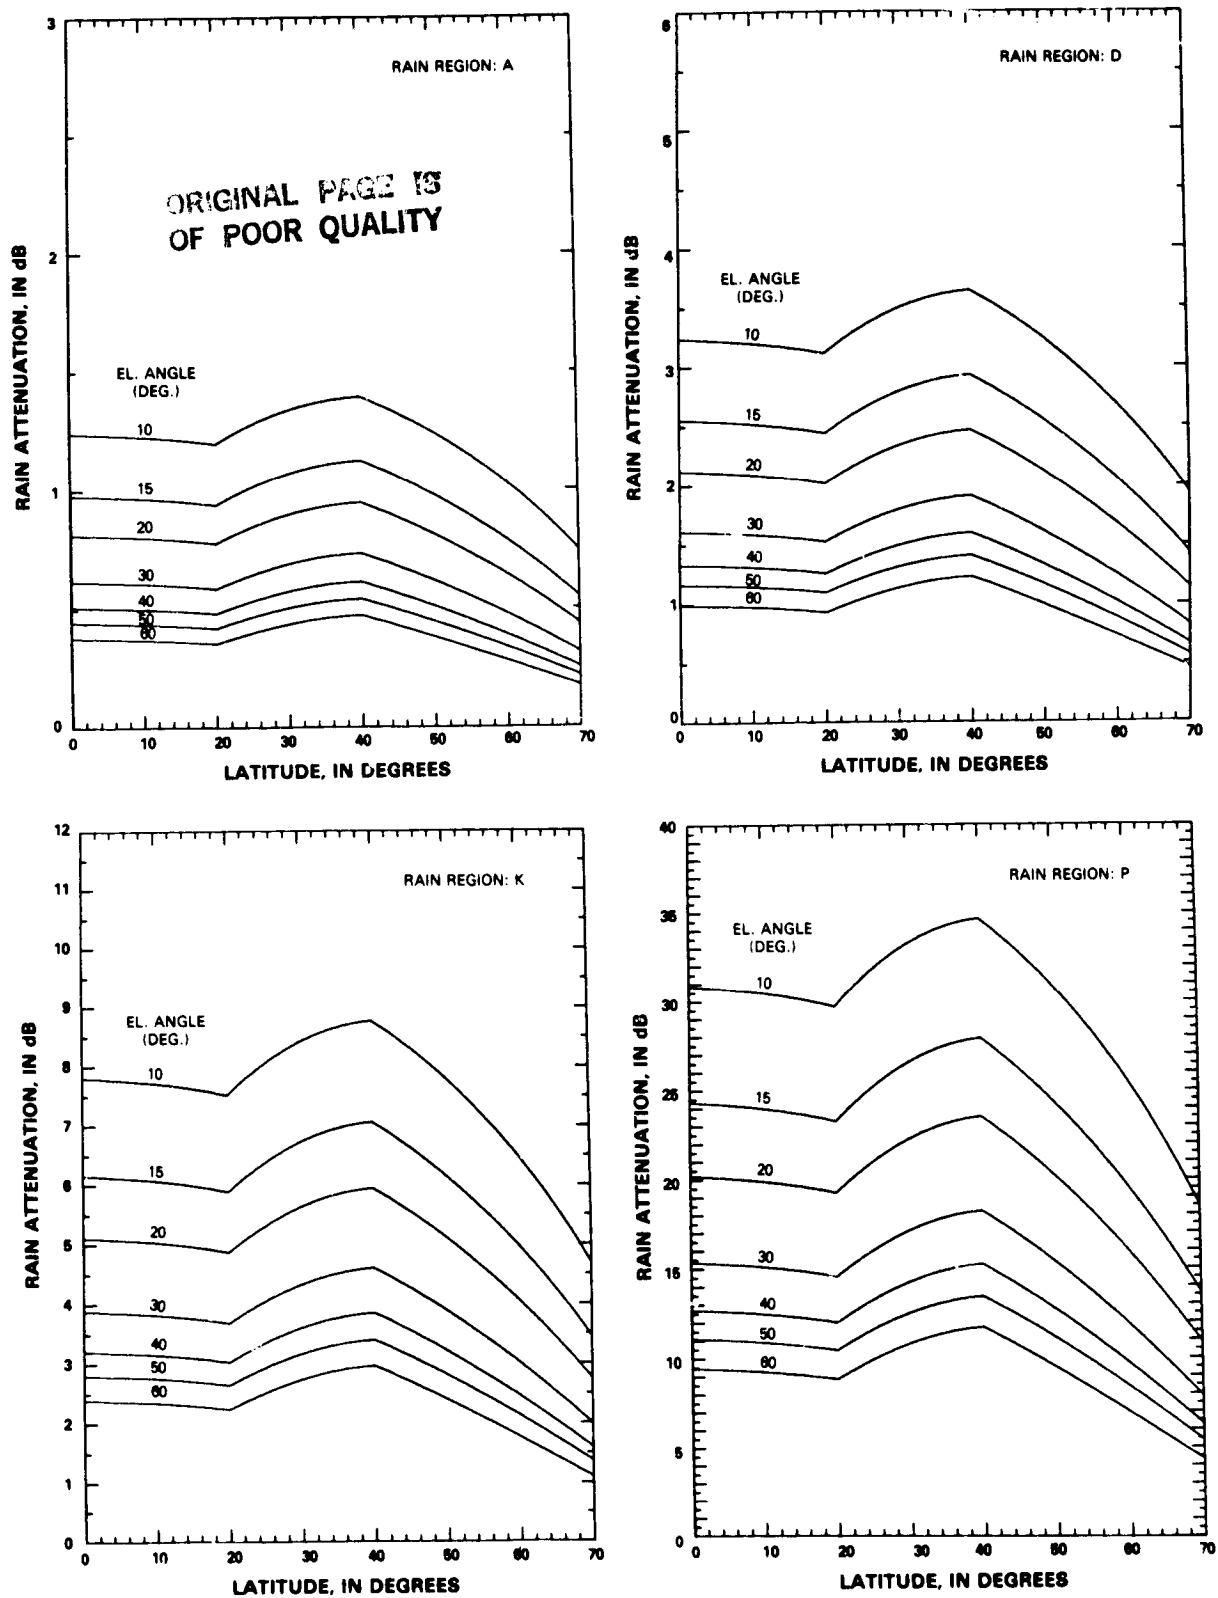 RAIN REGION: A
ORIGINAL PAGE IS
OF POOR QUALITY
EL. ANGLE
(DEG.)
10
15
20
30
40
50
60
3
2
1
0
0 10 20 30 40 50 60 70
RAIN ATTENUATION, IN dB
LATITUDE, IN DEGREES
RAIN REGION: D
EL. ANGLE
(DEG.)
10
15
20
30
40
50
60
6
5
4
3
2
1
0
0 10 20 30 40 50 60 70
RAIN ATTENUATION, IN dB
LATITUDE, IN DEGREES
RAIN REGION: K
EL. ANGLE
(DEG.)
10
15
20
30
40
50
60
12
11
10
9
8
7
6
5
4
3
2
1
0
0 10 20 30 40 50 60 70
RAIN ATTENUATION, IN dB
LATITUDE, IN DEGREES
RAIN REGION: P
EL. ANGLE
(DEG.)
10
15
20
30
40
50
60
40
35
30
25
20
15
10
5
0
0 10 20 30 40 50 60 70
RAIN ATTENUATION, IN dB
LATITUDE, IN DEGREES